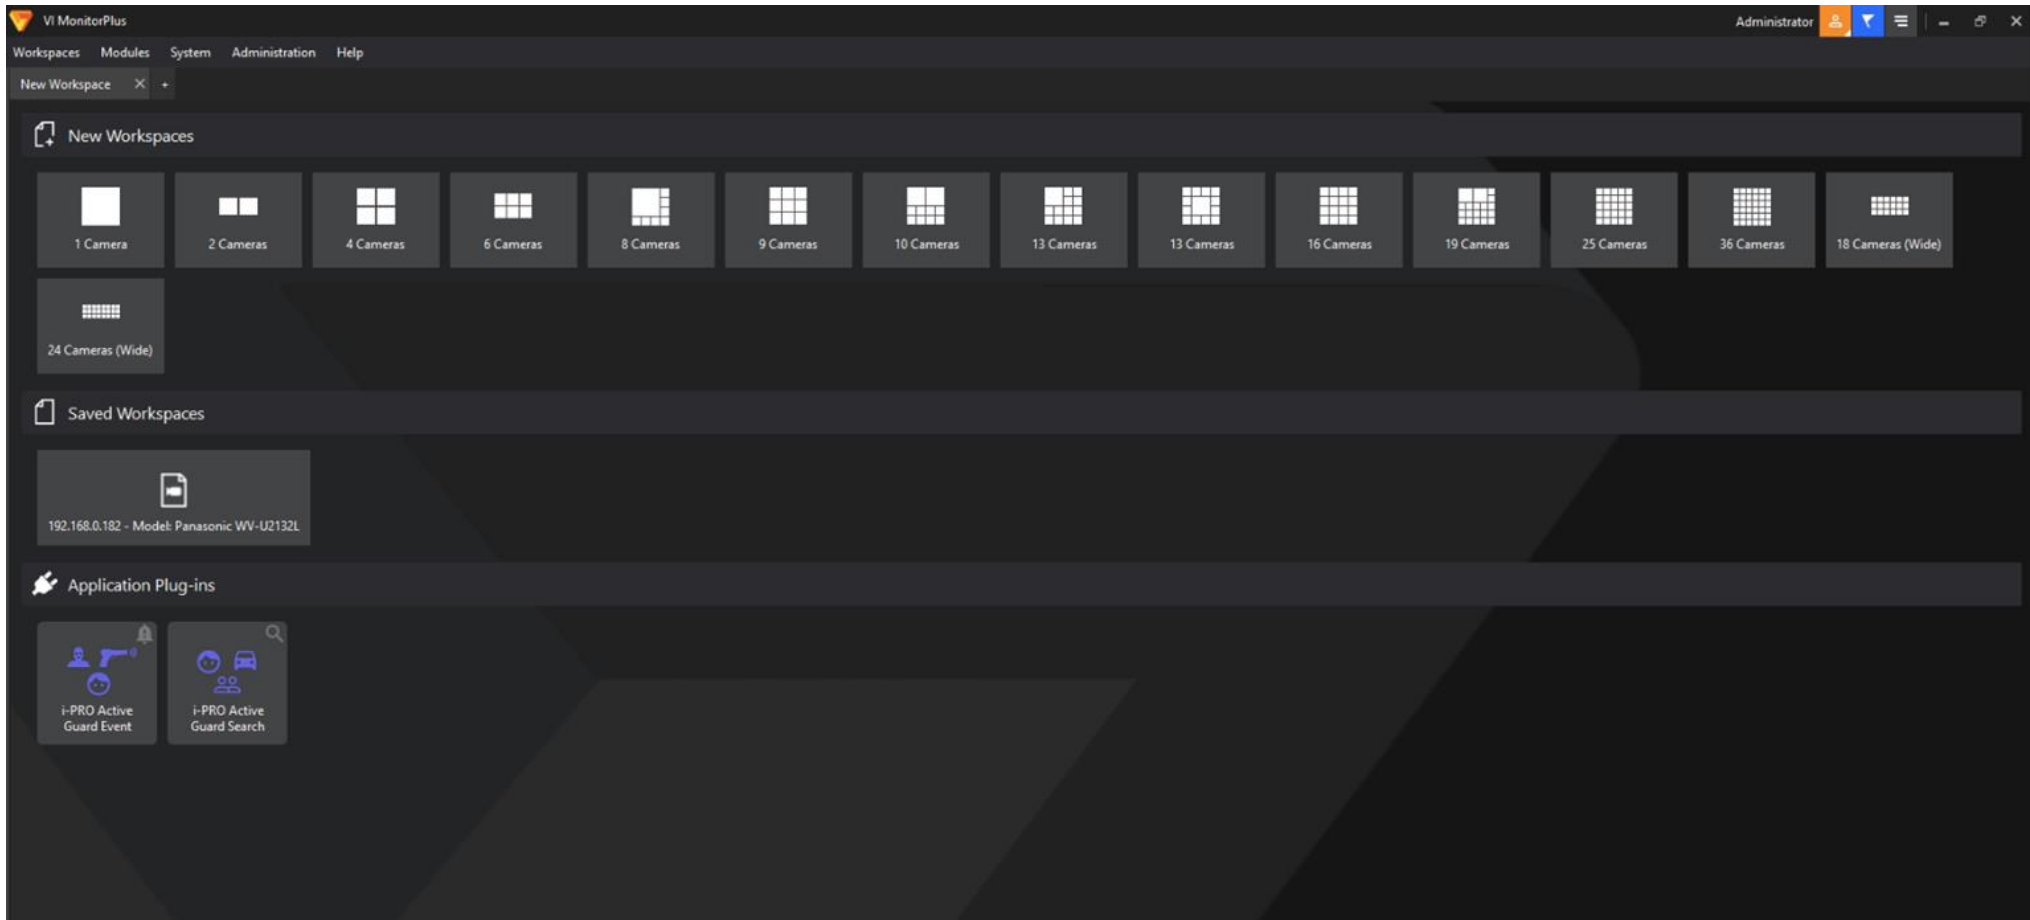 VI MonitorPlus
Administrator
Workspaces Modules System Administration Help
New Workspace
New Workspaces
1 Camera
2 Cameras
4 Cameras
6 Cameras
8 Cameras
9 Cameras
10 Cameras
13 Cameras
13 Cameras
16 Cameras
19 Cameras
25 Cameras
36 Cameras
18 Cameras (Wide)
24 Cameras (Wide)
Saved Workspaces
192.168.0.182 - Model: Panasonic WV-U2132L
Application Plug-ins
i-PRO Active
Guard Event
i-PRO Active
Guard Search